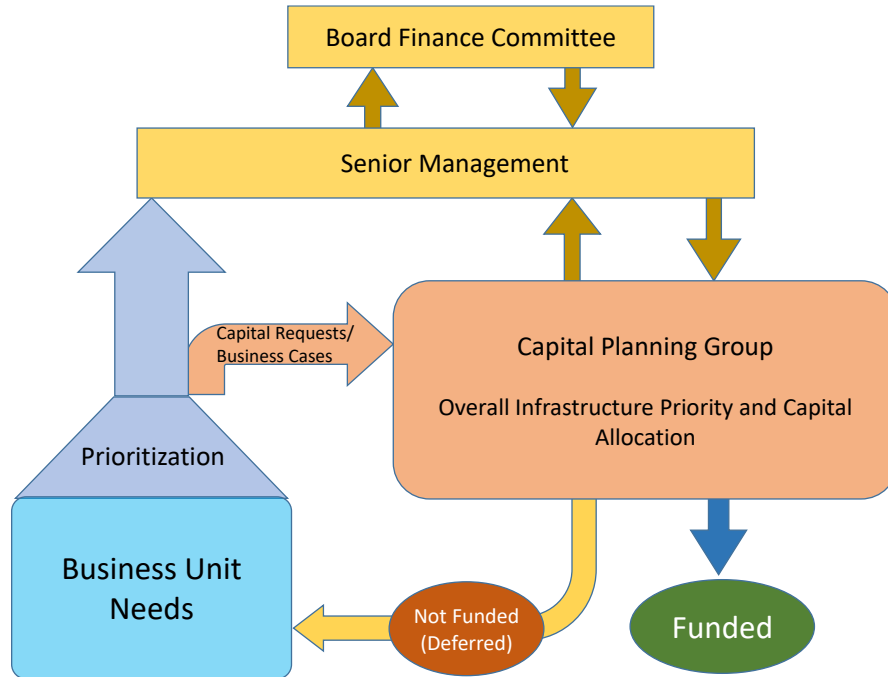 Board Finance Committee
Senior Management
Capital Requests/
Business Cases
Capital Planning Group
Overall Infrastructure Priority and Capital
Allocation
Prioritization
Business Unit
Needs
Not Funded
(Deferred)
Funded